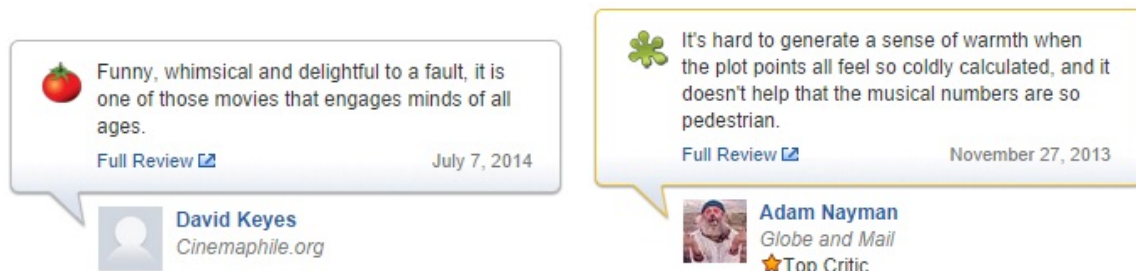 Funny, whimsical and delightful to a fault, it is
one of those movies that engages minds of all
ages.
Full Review
July 7, 2014
David Keyes
Cinemaphile.org
It's hard to generate a sense of warmth when
the plot points all feel so coldly calculated, and it
doesn't help that the musical numbers are so
pedestrian.
Full Review
November 27, 2013
Adam Nayman
Globe and Mail
Top Critic